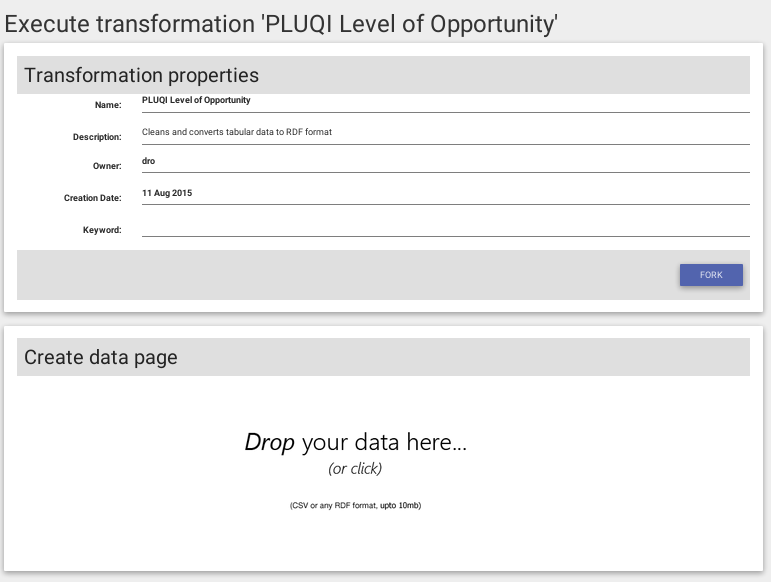 Execute transformation 'PLUQI Level of Opportunity'
Transformation properties
Name: PLUQI Level of Opportunity
Description: Cleans and converts tabular data to RDF format
Owner: dro
Creation Date: 11 Aug 2015
Keyword:
FORK
Create data page
Drop your data here...
(or click)
(CSV or any RDF format, upto 10mb)